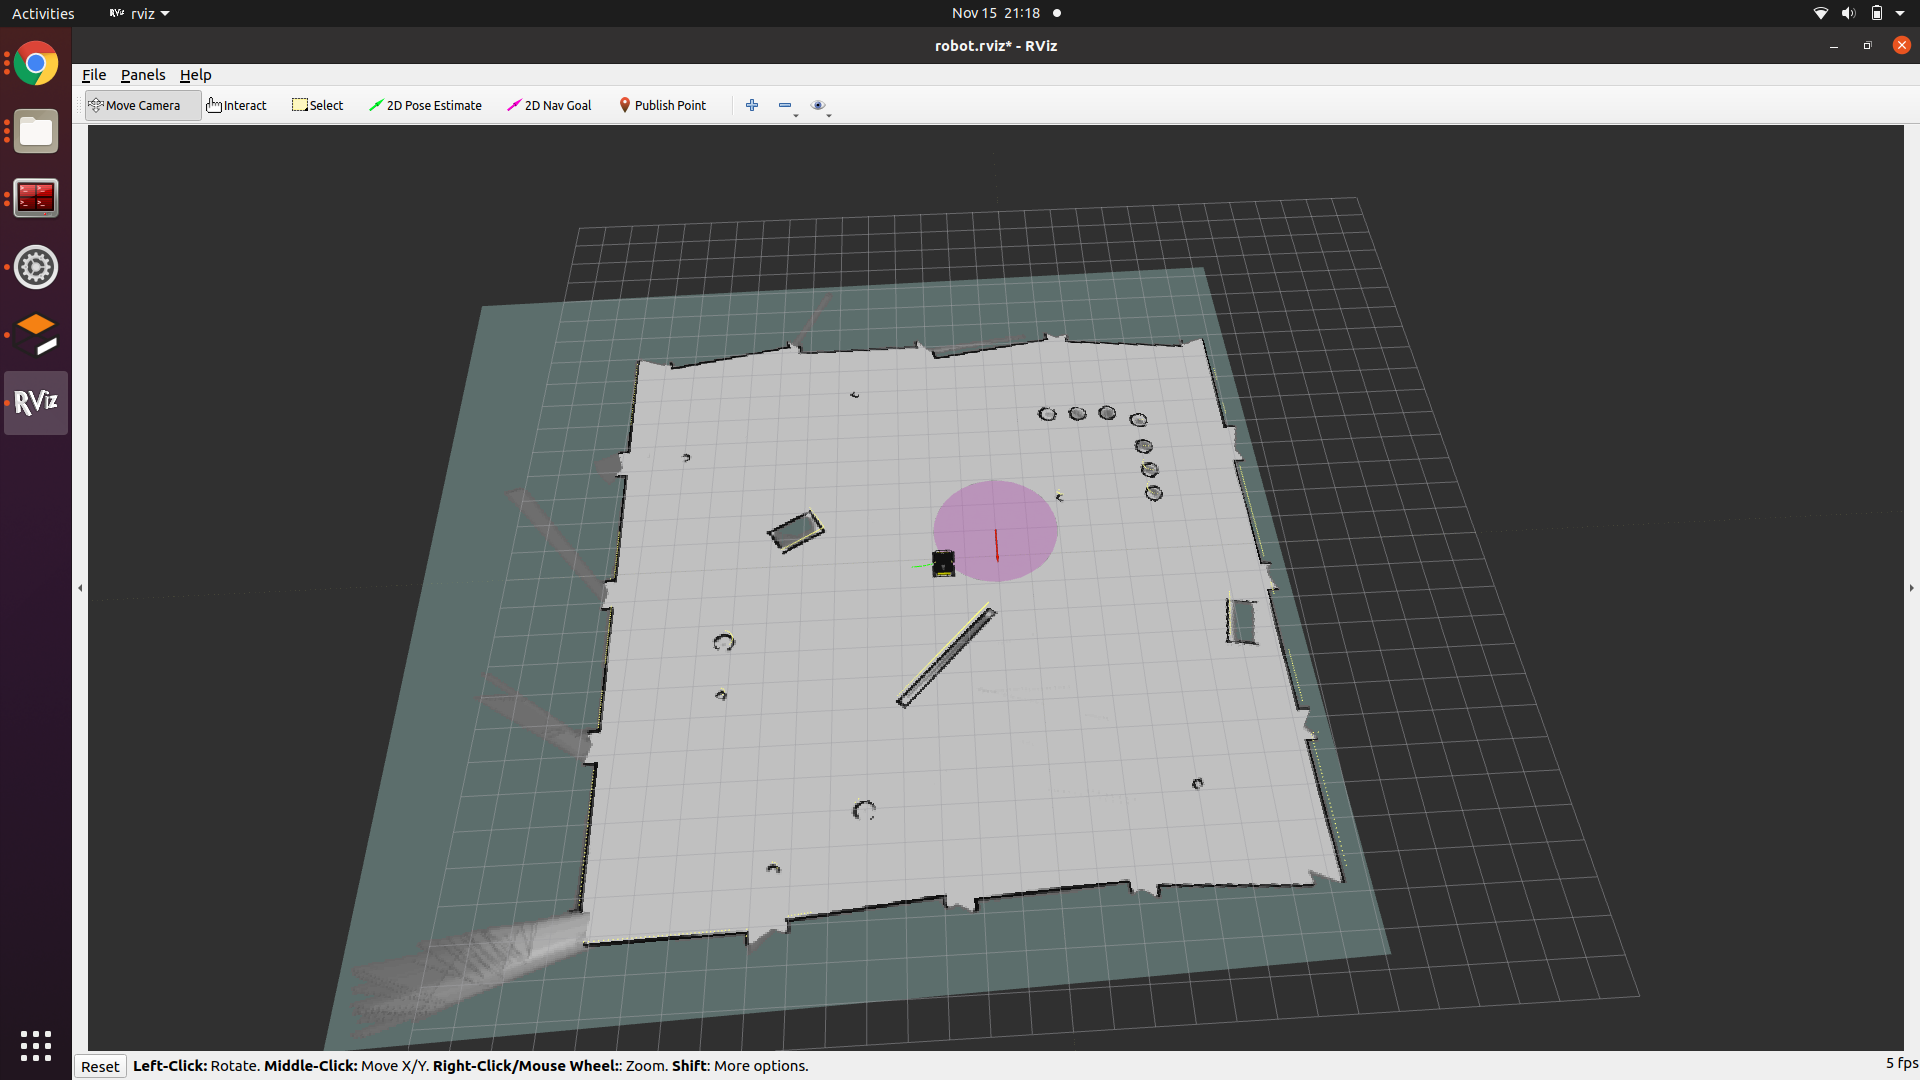 Activities RViz rviz Nov 15 21:18
robot.rviz* - RViz
File Panels Help
Move Camera Interact Select 2D Pose Estimate 2D Nav Goal Publish Point
RViz
Reset Left-Click: Rotate. Middle-Click: Move X/Y. Right-Click/Mouse Wheel:: Zoom. Shift: More options. 5 fps